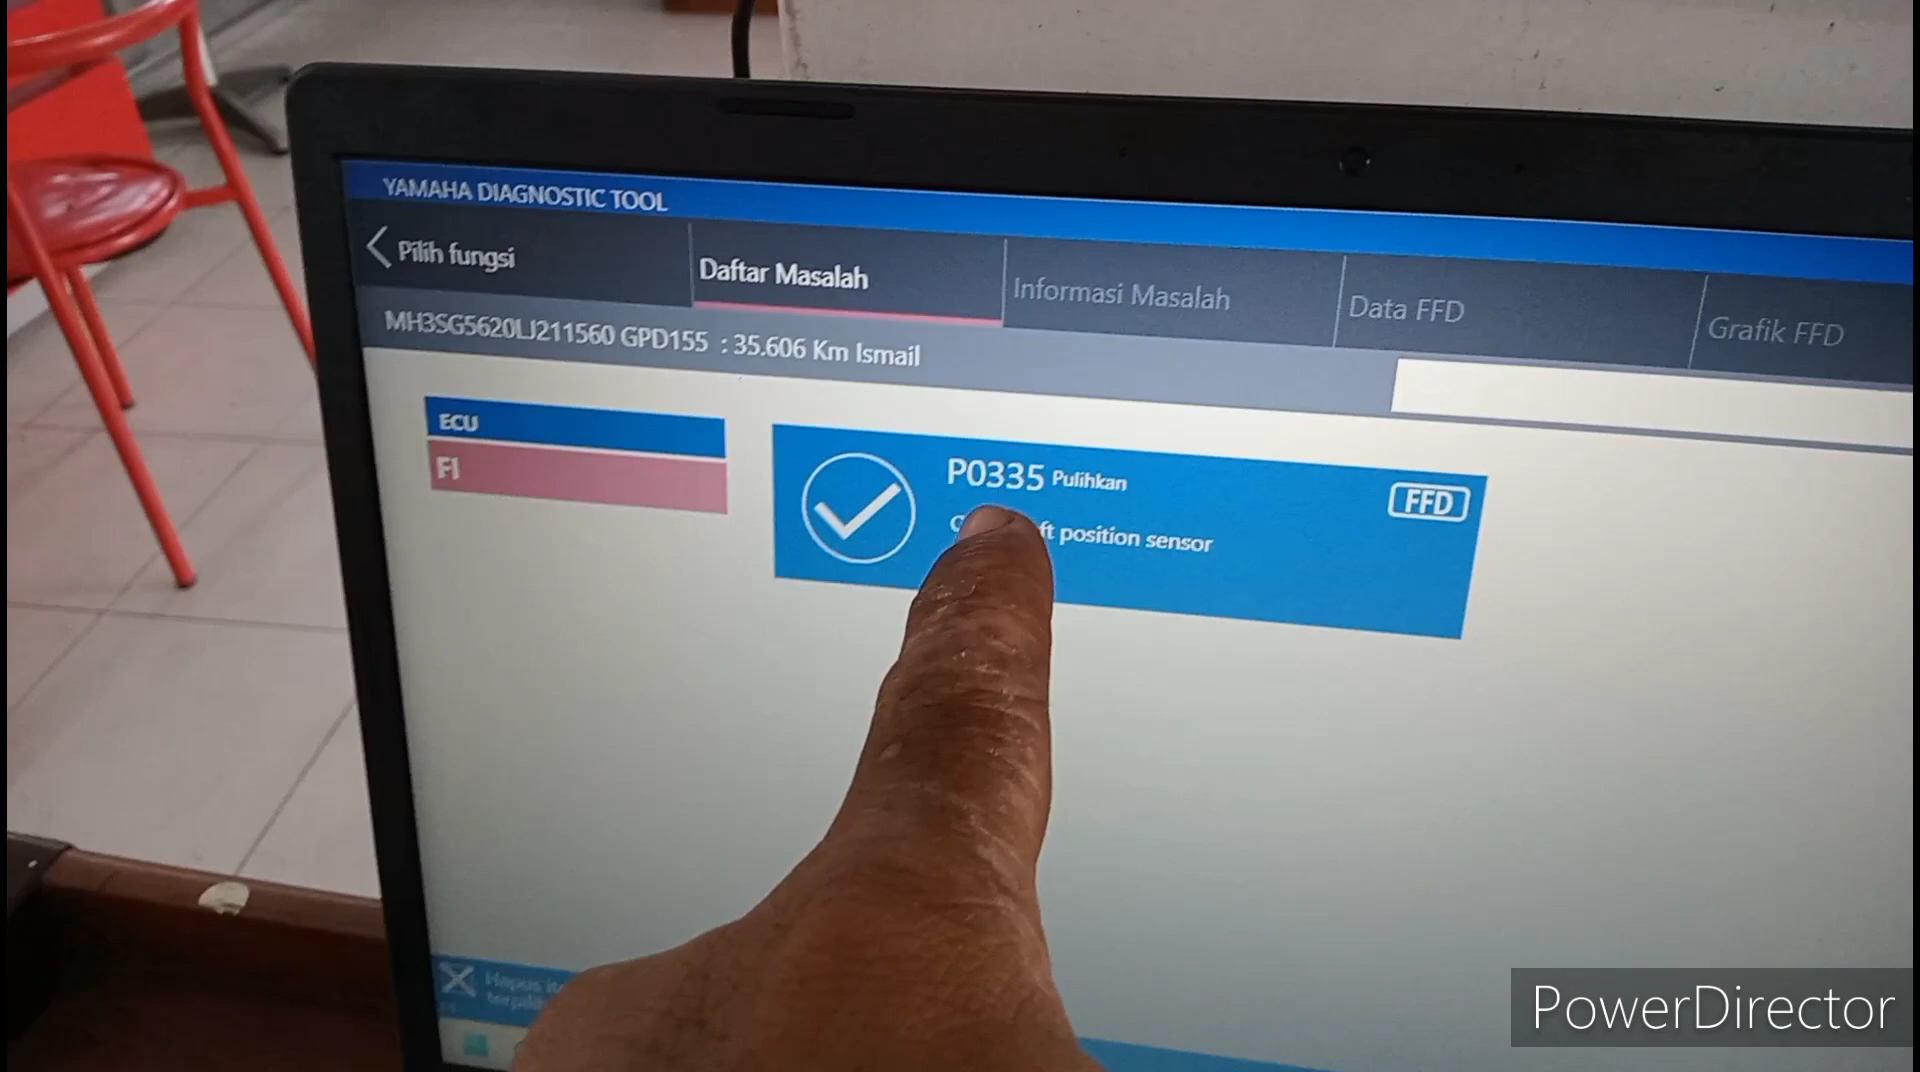 YAMAHA DIAGNOSTIC TOOL
Pilih fungsi
Daftar Masalah
Informasi Masalah
Data FFD
Grafik FFD
MH3SG5620LJ211560 GPD155 : 35.606 Km Ismail
ECU
FI
P0335 Pulihkan
FFD
position sensor
Hapus
PowerDirector